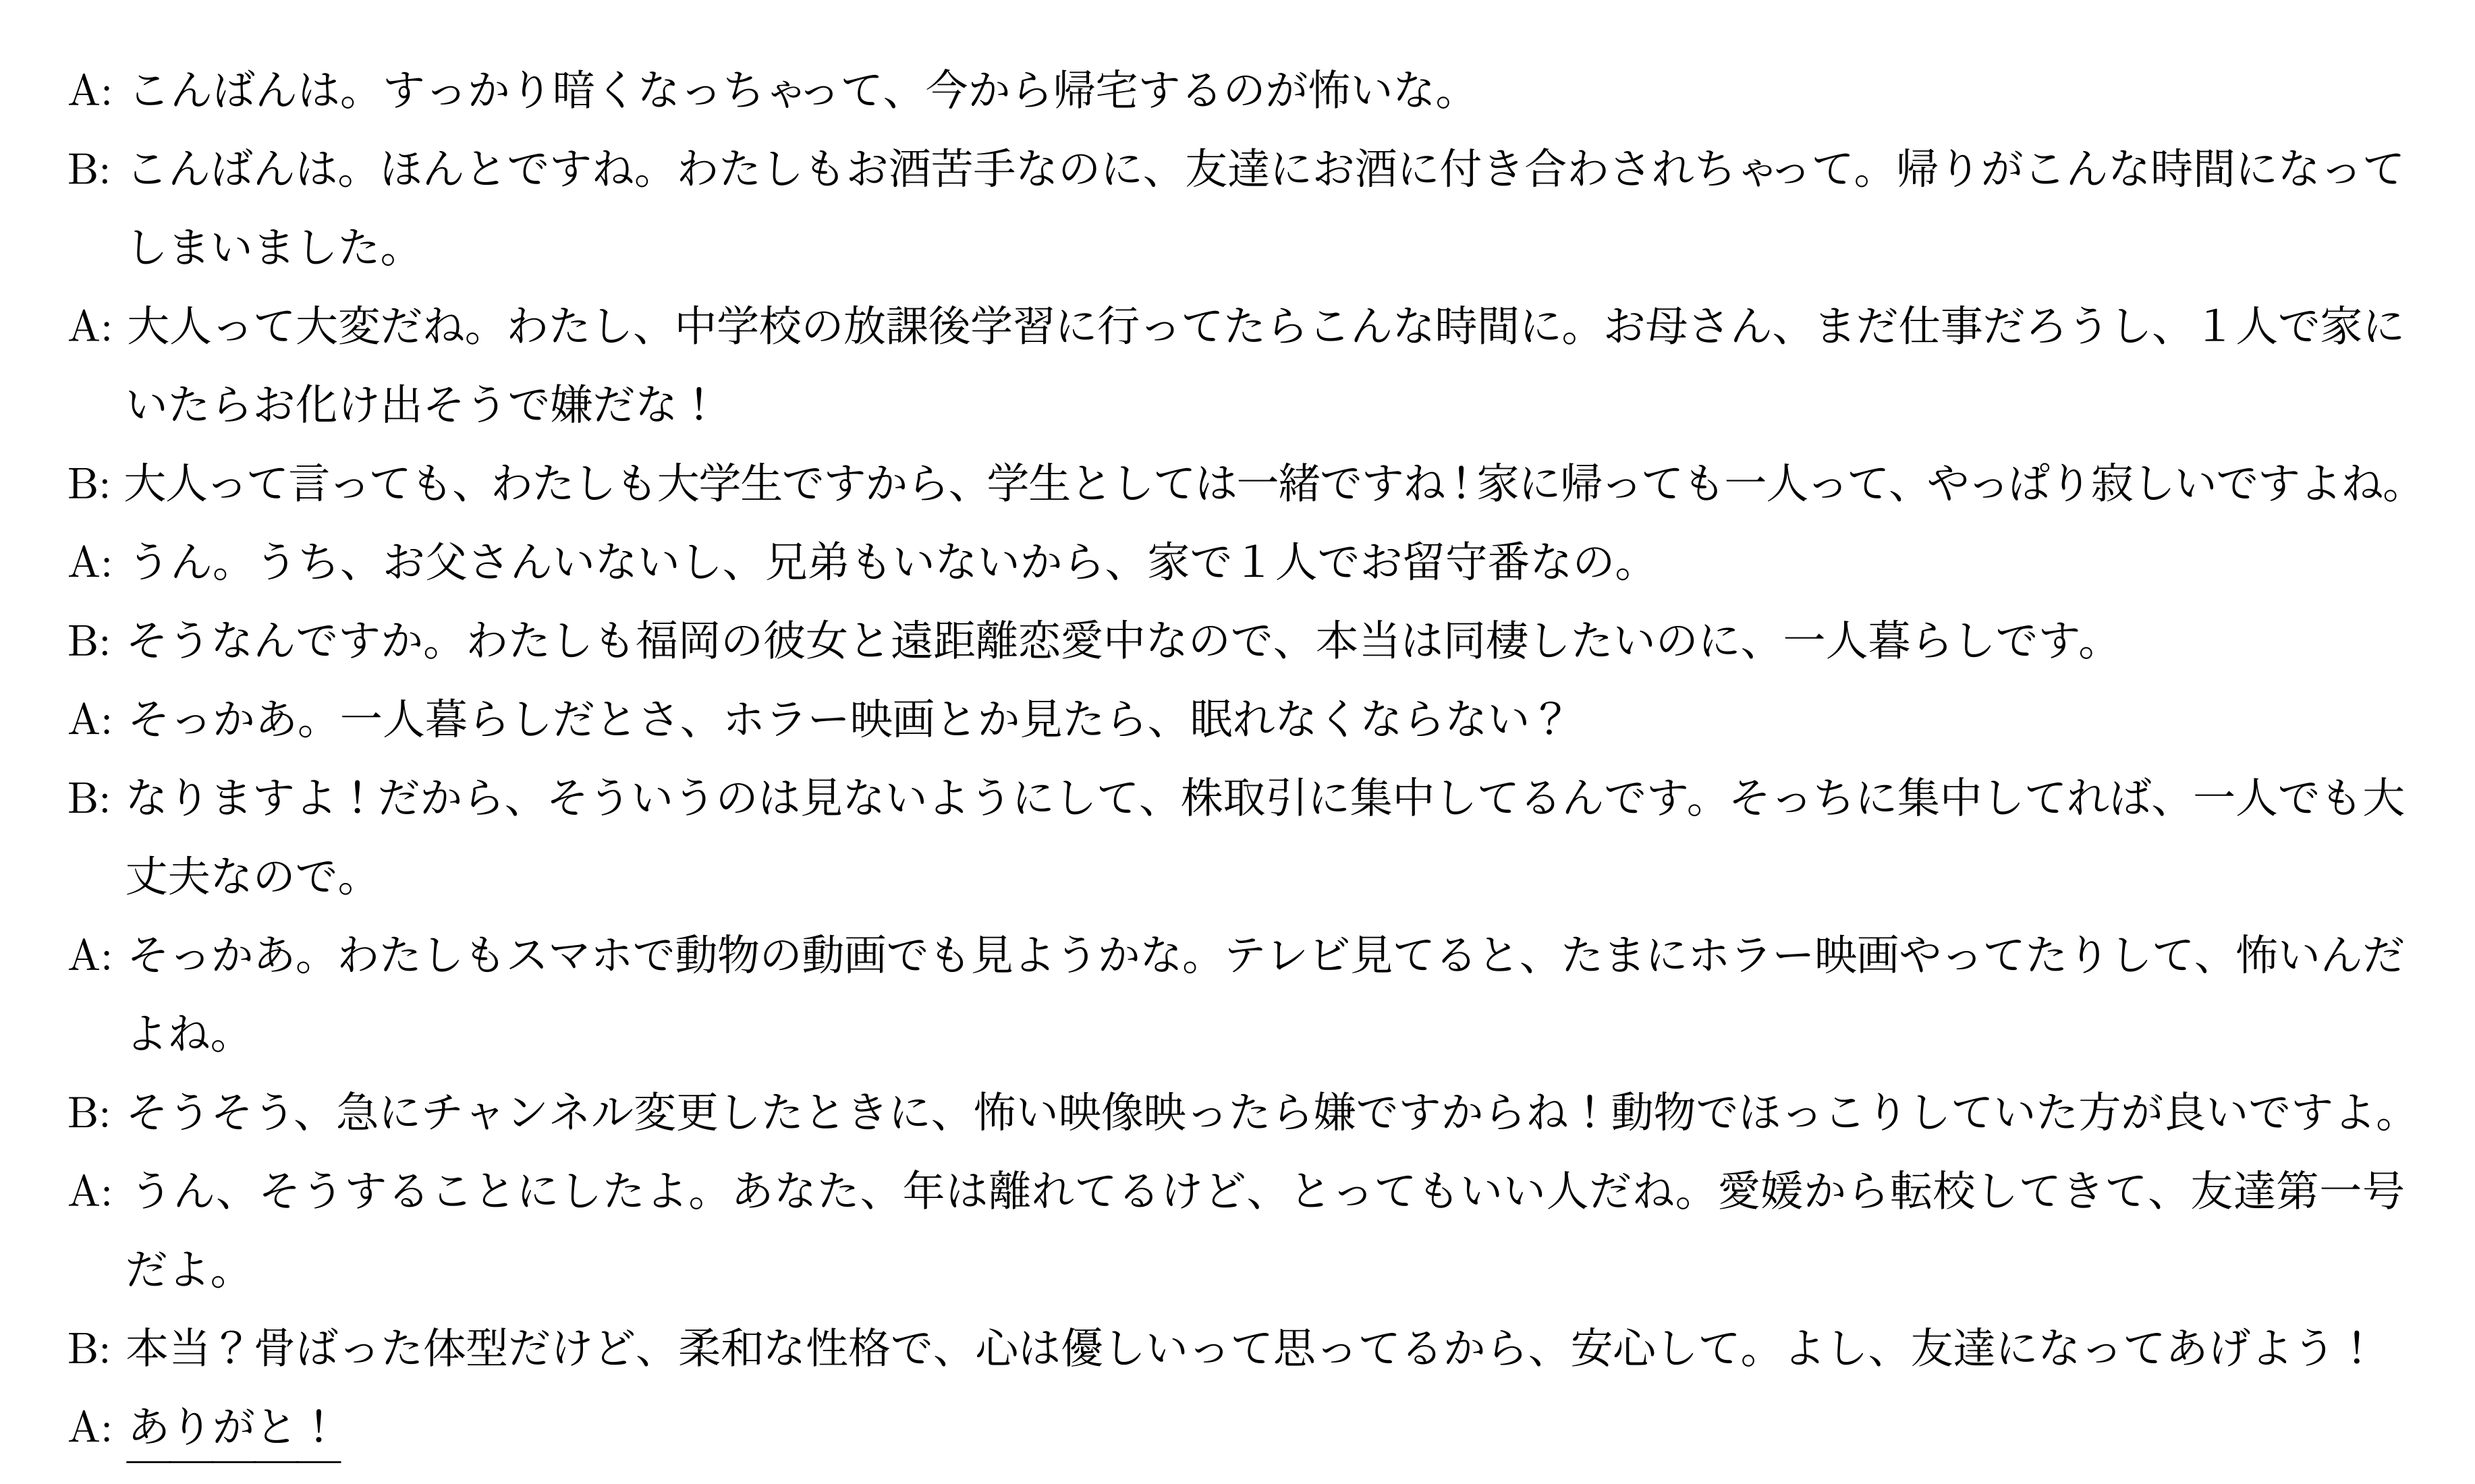 A: こんばんは。すっかり暗くなっちゃって、今から帰宅するのが怖いな。
B: こんばんは。ほんとですね。わたしもお酒苦手なのに、友達にお酒に付き合わされちゃって。帰りがこんな時間になって
しまいました。
A: 大人って大変だね。わたし、中学校の放課後学習に行ってたらこんな時間に。お母さん、まだ仕事だろうし、１人で家に
いたらお化け出そうで嫌だな！
B: 大人って言っても、わたしも大学生ですから、学生としては一緒ですね！家に帰っても一人って、やっぱり寂しいですよね。
A: うん。うち、お父さんいないし、兄弟もいないから、家で１人でお留守番なの。
B: そうなんですか。わたしも福岡の彼女と遠距離恋愛中なので、本当は同棲したいのに、一人暮らしです。
A: そっかあ。一人暮らしだとさ、ホラー映画とか見たら、眠れなくならない？
B: なりますよ！だから、そういうのは見ないようにして、株取引に集中してるんです。そっちに集中してれば、一人でも大
丈夫なので。
A: そっかあ。わたしもスマホで動物の動画でも見ようかな。テレビ見てると、たまにホラー映画やってたりして、怖いんだ
よね。
B: そうそう、急にチャンネル変更したときに、怖い映像映ったら嫌ですからね！動物でほっこりしていた方が良いですよ。
A: うん、そうすることにしたよ。あなた、年は離れてるけど、とってもいい人だね。愛媛から転校してきて、友達第一号
だよ。
B: 本当？骨ばった体型だけど、柔和な性格で、心は優しいって思ってるから、安心して。よし、友達になってあげよう！
A: ありがと！